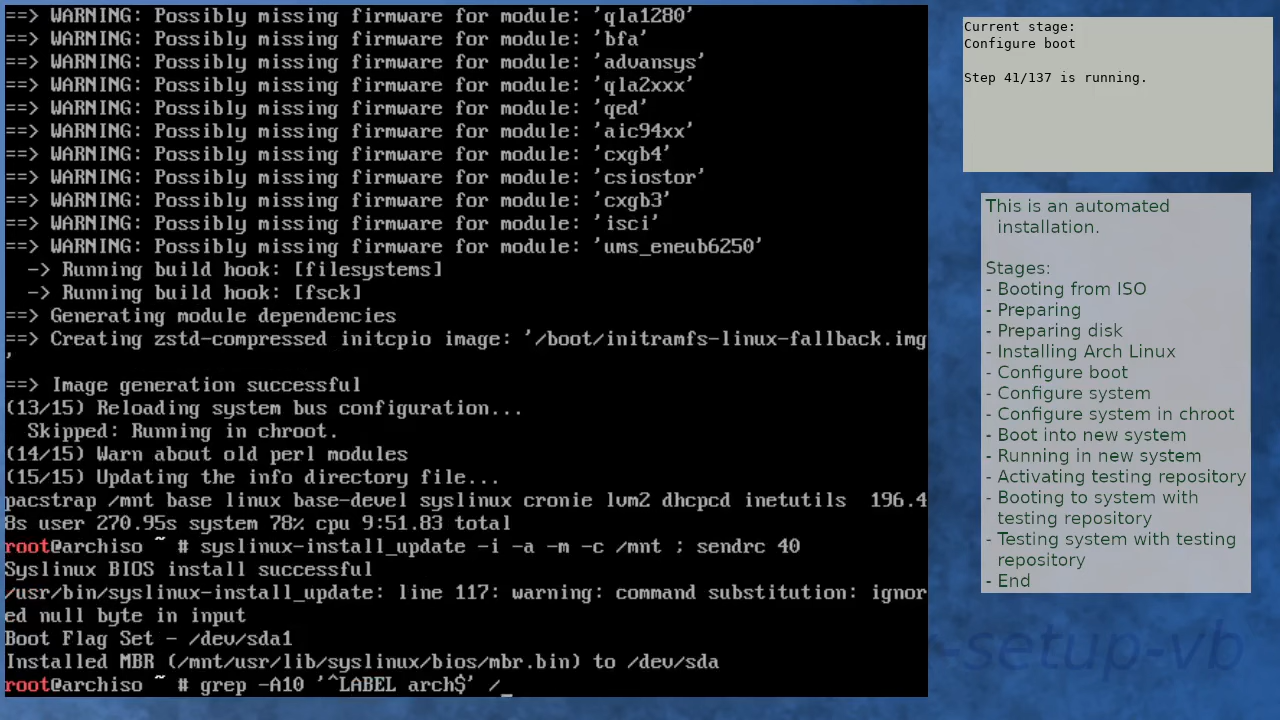 ==> WARNING: Possibly missing firmware for module: 'qla1280'
==> WARNING: Possibly missing firmware for module: 'bfa'
==> WARNING: Possibly missing firmware for module: 'advansys'
==> WARNING: Possibly missing firmware for module: 'qla2xxx'
==> WARNING: Possibly missing firmware for module: 'qed'
==> WARNING: Possibly missing firmware for module: 'aic94xx'
==> WARNING: Possibly missing firmware for module: 'cxgb4'
==> WARNING: Possibly missing firmware for module: 'csiostor'
==> WARNING: Possibly missing firmware for module: 'cxgb3'
==> WARNING: Possibly missing firmware for module: 'isci'
==> WARNING: Possibly missing firmware for module: 'ums_eneub6250'
  -> Running build hook: [filesystems]
  -> Running build hook: [fsck]
==> Generating module dependencies
==> Creating zstd-compressed initcpio image: '/boot/initramfs-linux-fallback.img
'
==> Image generation successful
(13/15) Reloading system bus configuration...
  Skipped: Running in chroot.
(14/15) Warn about old perl modules
(15/15) Updating the info directory file...
pacstrap /mnt base linux base-devel syslinux cronie lvm2 dhcpcd inetutils  196.4
8s user 270.95s system 78% cpu 9:51.83 total
root@archiso ~ # syslinux-install_update -i -a -m -c /mnt ; sendrc 40
Syslinux BIOS install successful
/usr/bin/syslinux-install_update: line 117: warning: command substitution: ignor
ed null byte in input
Boot Flag Set - /dev/sda1
Installed MBR (/mnt/usr/lib/syslinux/bios/mbr.bin) to /dev/sda
root@archiso ~ # grep -A10 '^LABEL arch$' /_
Current stage:
Configure boot
Step 41/137 is running.
This is an automated
installation.
Stages:
- Booting from ISO
- Preparing
- Preparing disk
- Installing Arch Linux
- Configure boot
- Configure system
- Configure system in chroot
- Boot into new system
- Running in new system
- Activating testing repository
- Booting to system with
testing repository
- Testing system with testing
repository
- End
-setup-vb